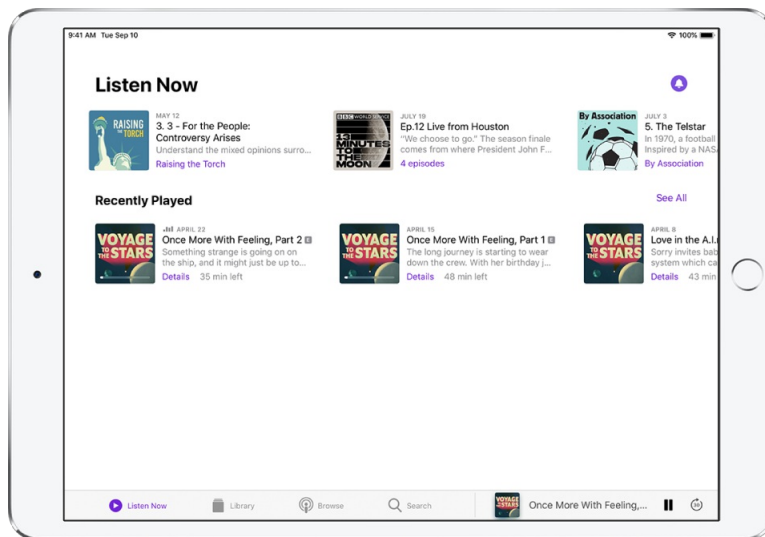 9:41 AM Tue Sep 10
100%
Listen Now
RAISING
THE TORCH
MAY 12
3. 3 - For the People:
Controversy Arises
Understand the mixed opinions surro...
Raising the Torch
BBC WORLD SERVICE
13
MINUTES
TO
THE
MOON
JULY 19
Ep.12 Live from Houston
"We choose to go." The season finale
comes from where President John F...
4 episodes
By Association
JULY 3
5. The Telstar
In 1970, a football
Inspired by a NASA
By Association
Recently Played
See All
VOYAGE
TO THE STARS
APRIL 22
Once More With Feeling, Part 2 E
Something strange is going on on
the ship, and it might just be up to...
Details 35 min left
VOYAGE
TO THE STARS
APRIL 15
Once More With Feeling, Part 1 E
The long journey is starting to wear
down the crew. With her birthday j...
Details 48 min left
VOYAGE
TO THE STARS
APRIL 8
Love in the A.I.
Sorry invites bab
system which ca
Details 43 min
Listen Now
Library
Browse
Search
VOYAGE
TO THE STARS
Once More With Feeling,...
30